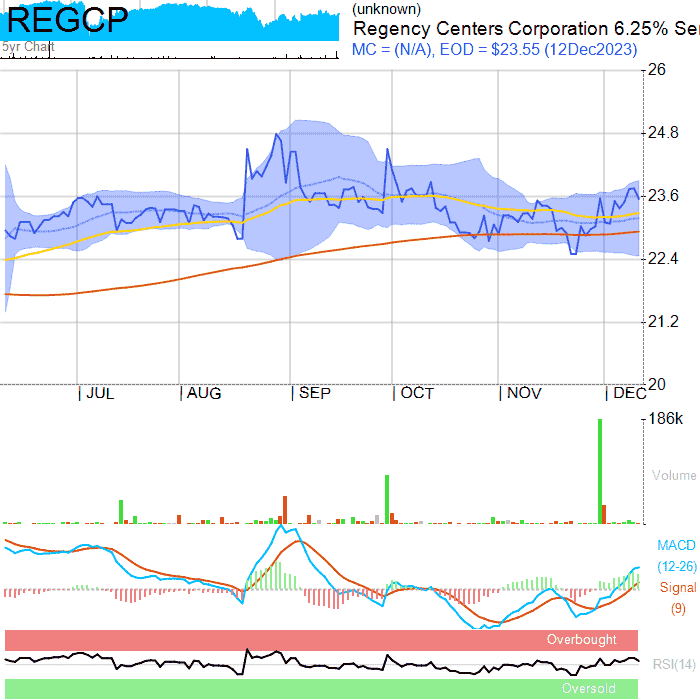 REGCP
(unknown)
Regency Centers Corporation 6.25% Ser
5yr Chart
MC = (N/A), EOD = $23.55 (12Dec2023)
26
24.8
23.6
22.4
21.2
20
JUL
AUG
SEP
OCT
NOV
DEC
186k
Volume
MACD
(12-26)
Signal
(9)
Overbought
RSI(14)
Oversold